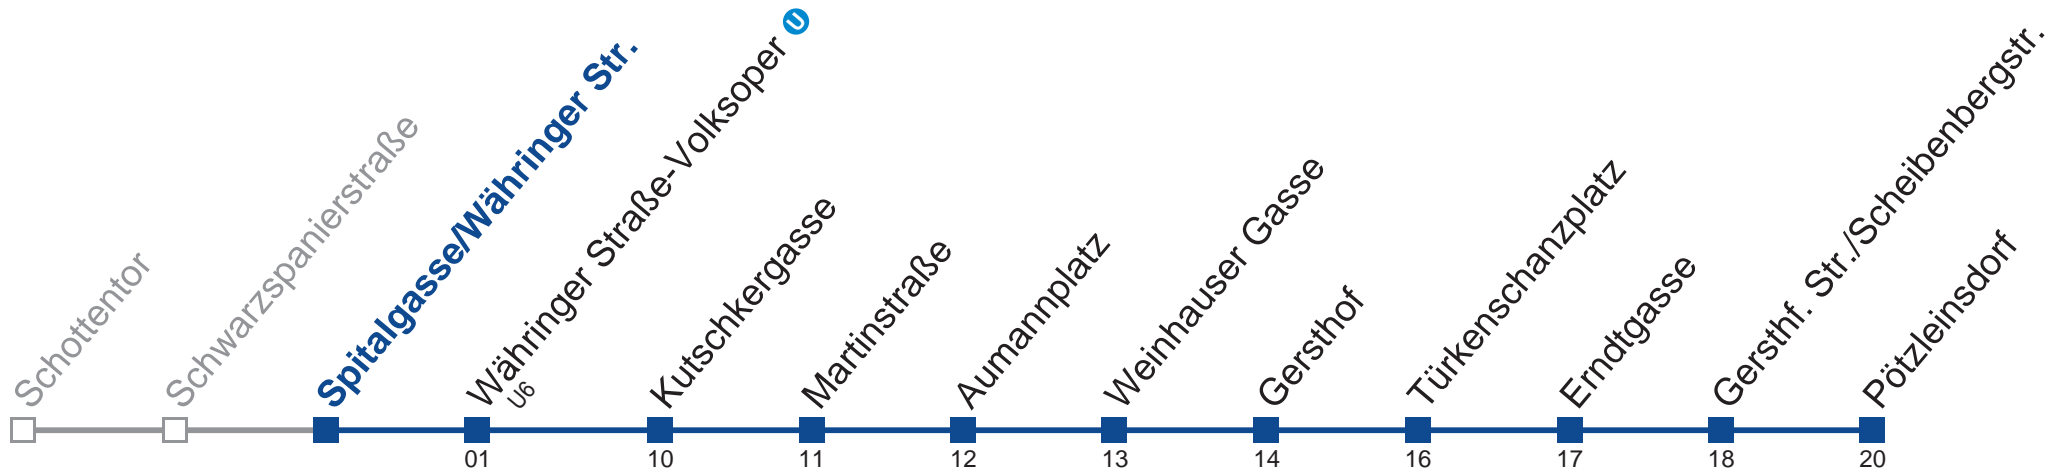 Schottentor
Schwarzspanierstraße
Spitalgasse/Währinger Str.
Währinger Straße-Volksoper U
U6
Kutschkergasse
Martinstraße
Aumannplatz
Weinhauser Gasse
Gersthof
Türkenschanzplatz
Erndtgasse
Gersthf. Str./Scheibenbergstr.
Pötzleinsdorf
01 10 11 12 13 14 16 17 18 20